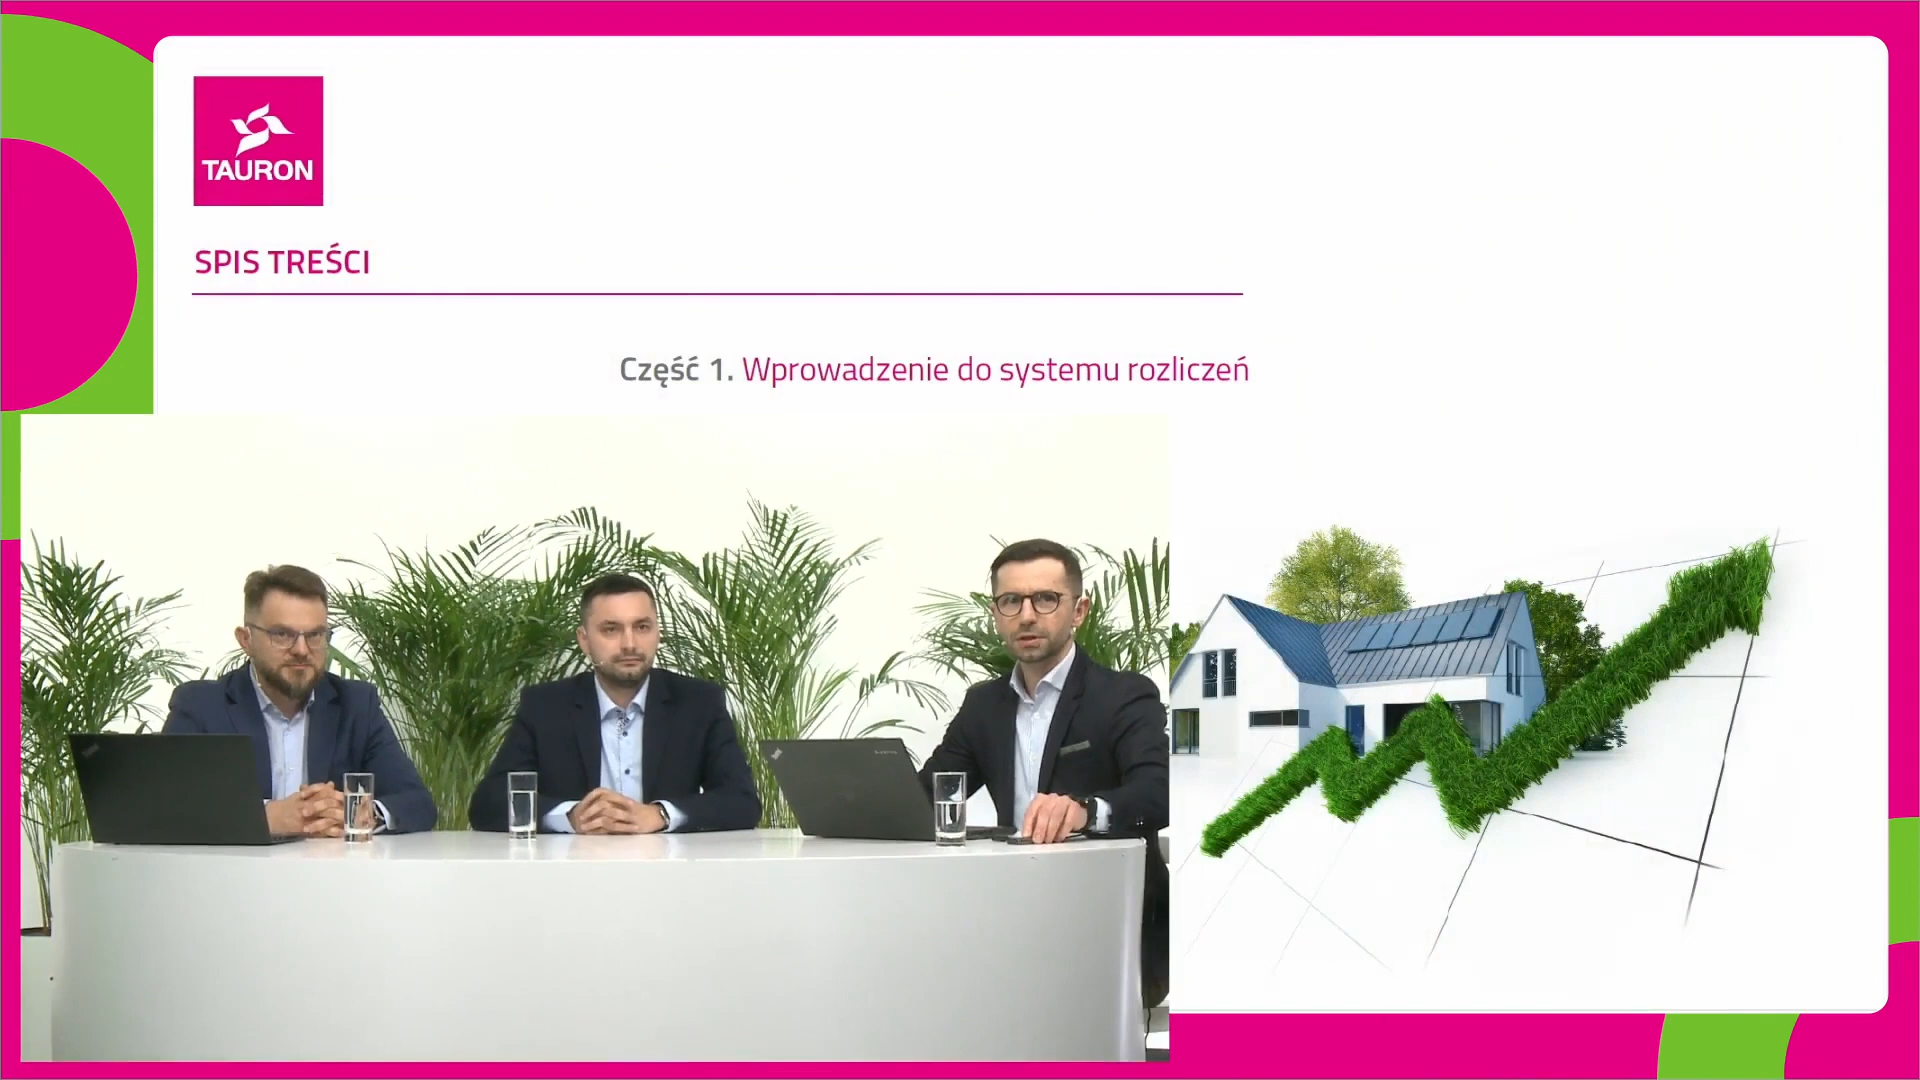 TAURON
SPIS TREŚCI
Część 1. Wprowadzenie do systemu rozliczeń